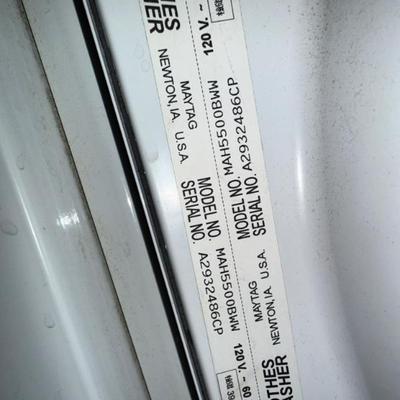 HES
HER
MAYTAG
NEWTON, IA. U.S.A.
MODEL NO. MAH5500BWW
SERIAL NO. A2932486CP
120 V. ~ 60
120 V. ~
MODEL NO. MAH5500BWW
SERIAL NO. A2932486CP
MAYTAG
NEWTON, IA. U.S.A.
OTHES
ASHER